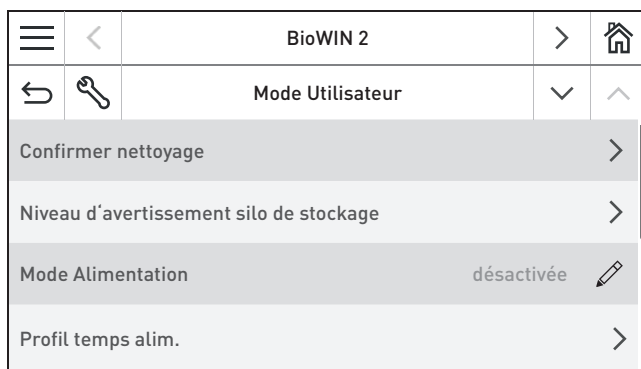 BioWIN 2
Mode Utilisateur
Confirmer nettoyage
Niveau d‘avertissement silo de stockage
Mode Alimentation désactivée
Profil temps alim.